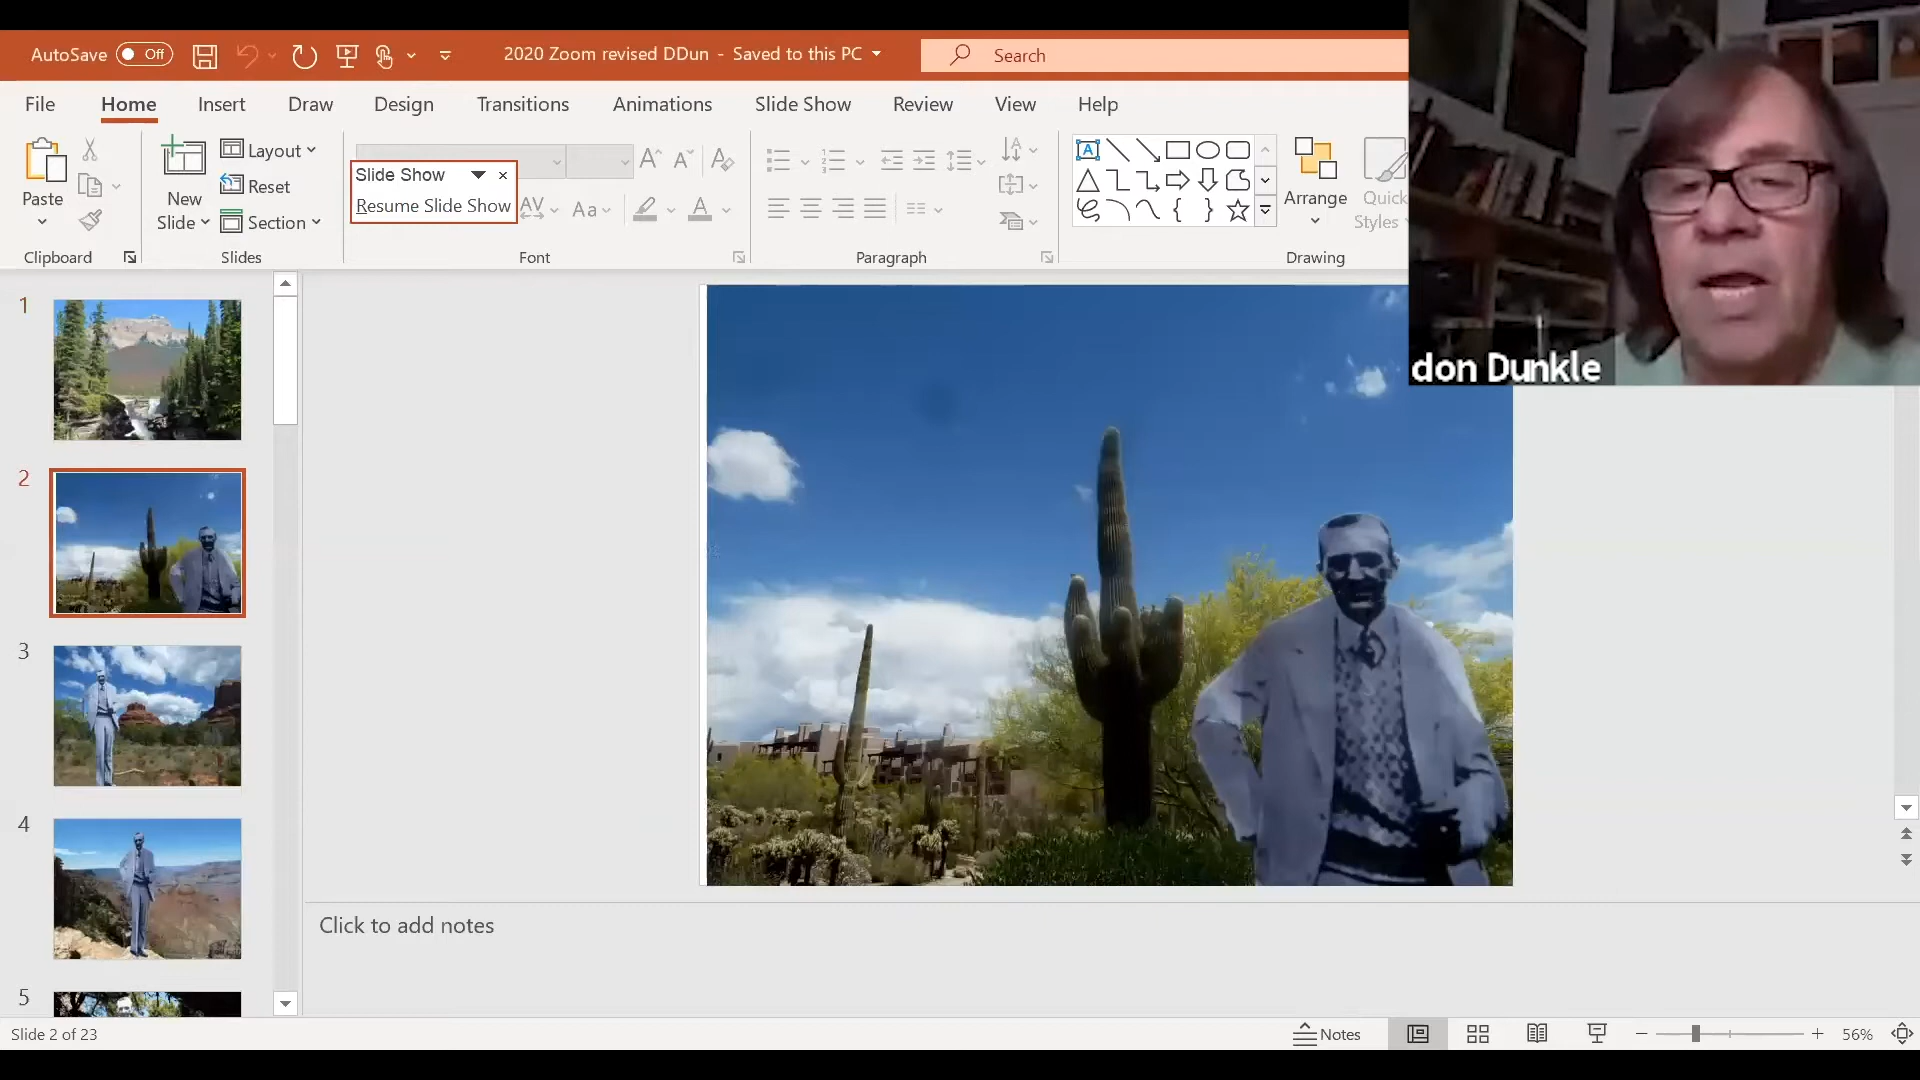 AutoSave Off 2020 Zoom revised DDun - Saved to this PC Search
File Home Insert Draw Design Transitions Animations Slide Show Review View Help
Paste
Clipboard
New
Slide
Layout
Reset
Section
Slides
Slide Show
Resume Slide Show
Aa
Font
Paragraph
Arrange
Quick
Styles
Drawing
don Dunkle
1
2
3
4
5
Click to add notes
Slide 2 of 23 Notes 56%